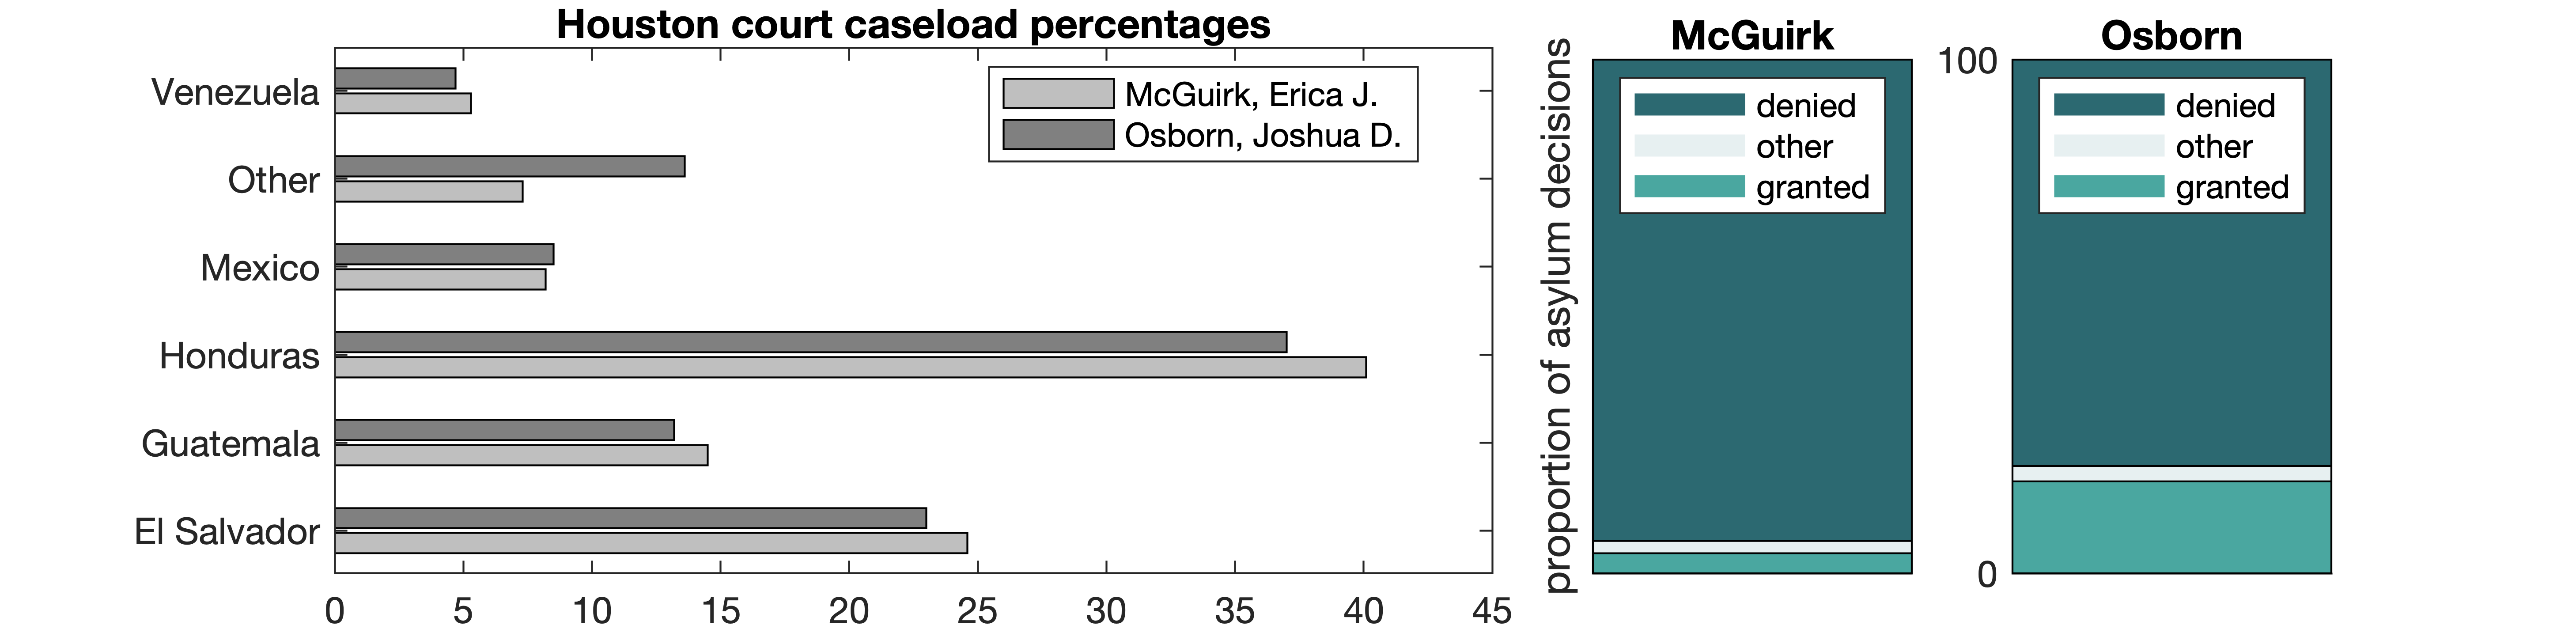 Houston court caseload percentages
Venezuela
Other
Mexico
Honduras
Guatemala
El Salvador
0 5 10 15 20 25 30 35 40 45
McGuirk, Erica J.
Osborn, Joshua D.
proportion of asylum decisions
McGuirk
denied
other
granted
Osborn
100
0
denied
other
granted